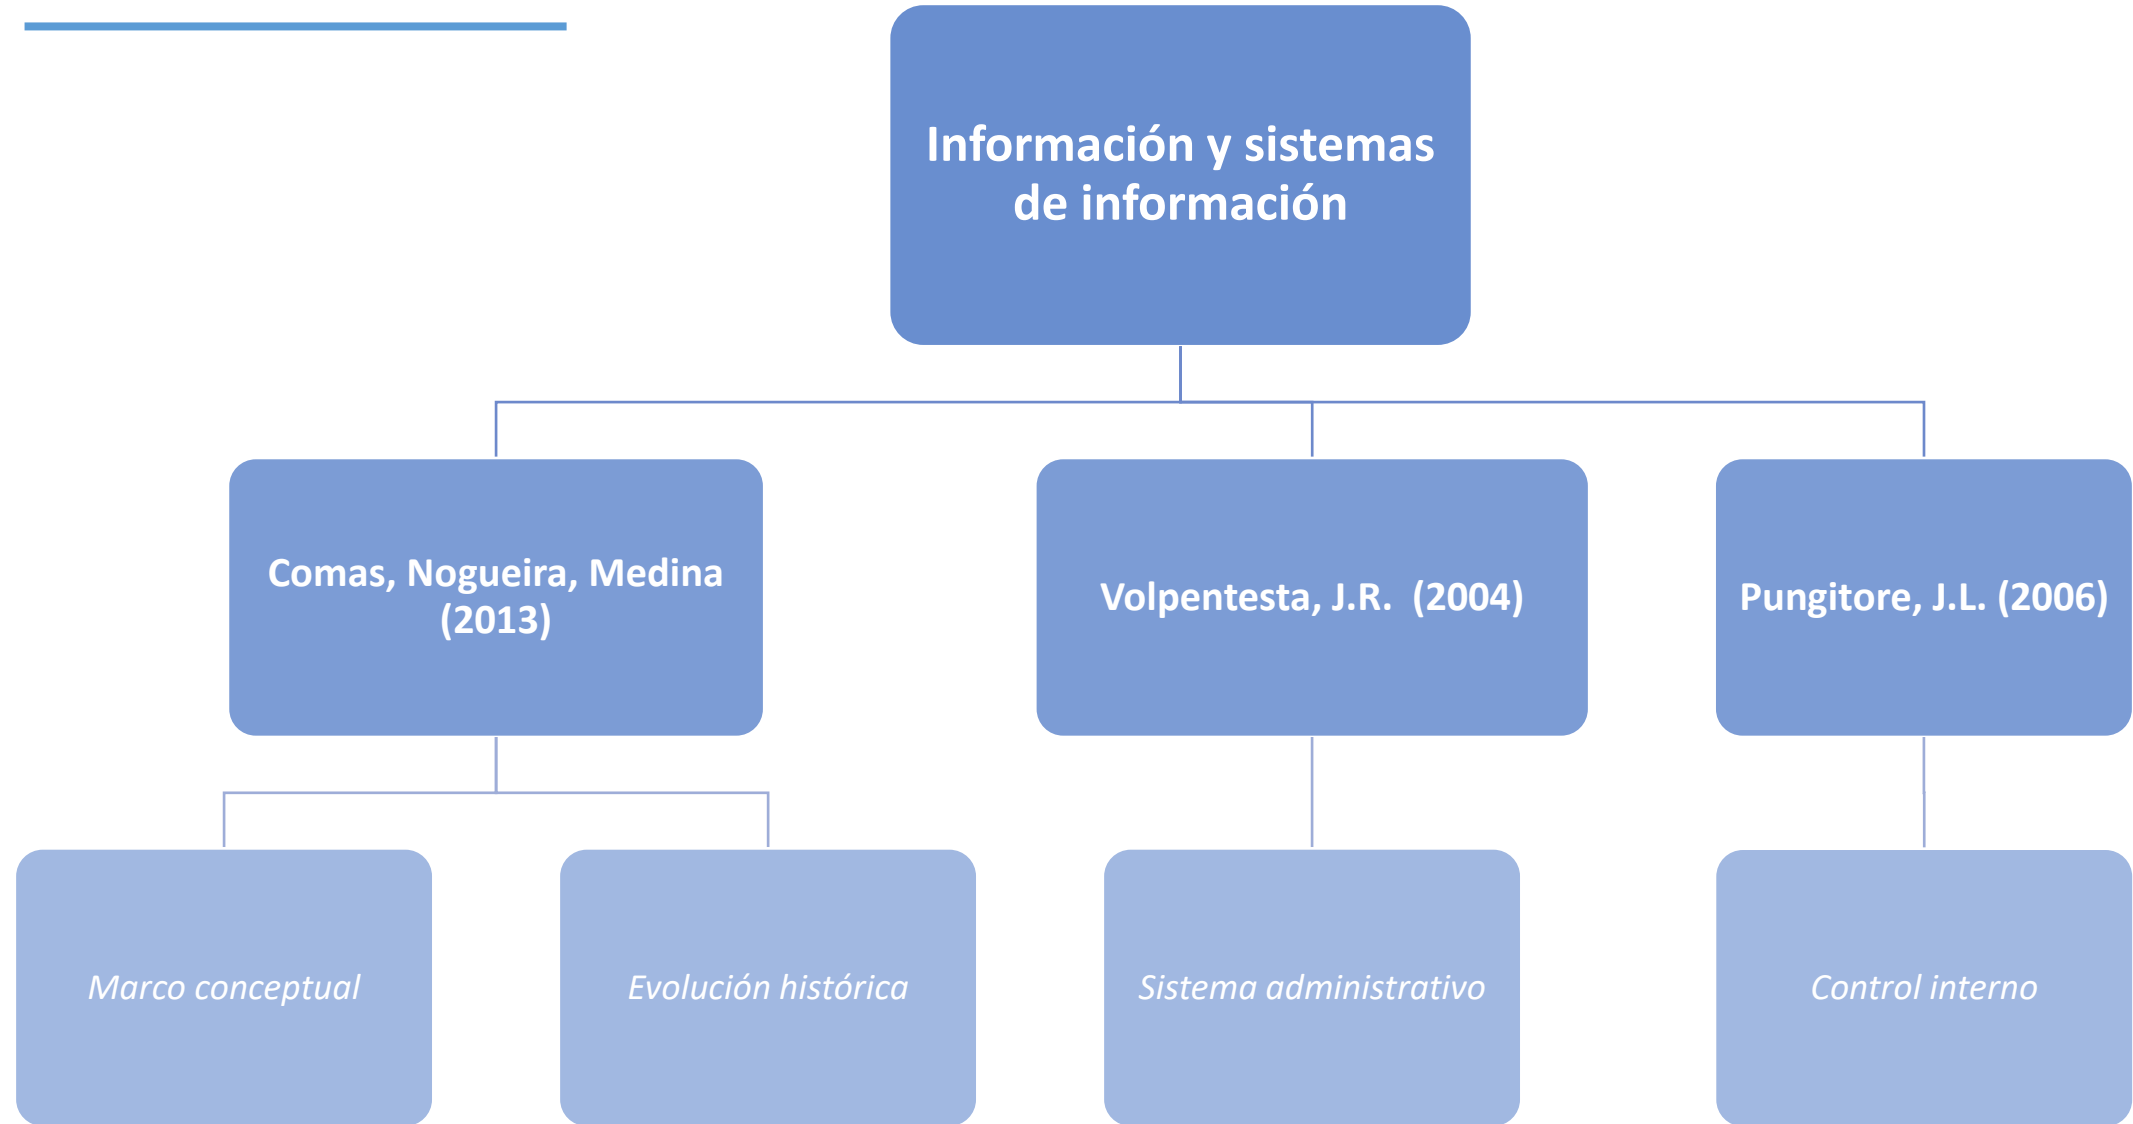 Información y sistemas
de información
Comas, Nogueira, Medina
(2013)
Volpentesta, J.R.  (2004)
Pungitore, J.L. (2006)
Marco conceptual
Evolución histórica
Sistema administrativo
Control interno